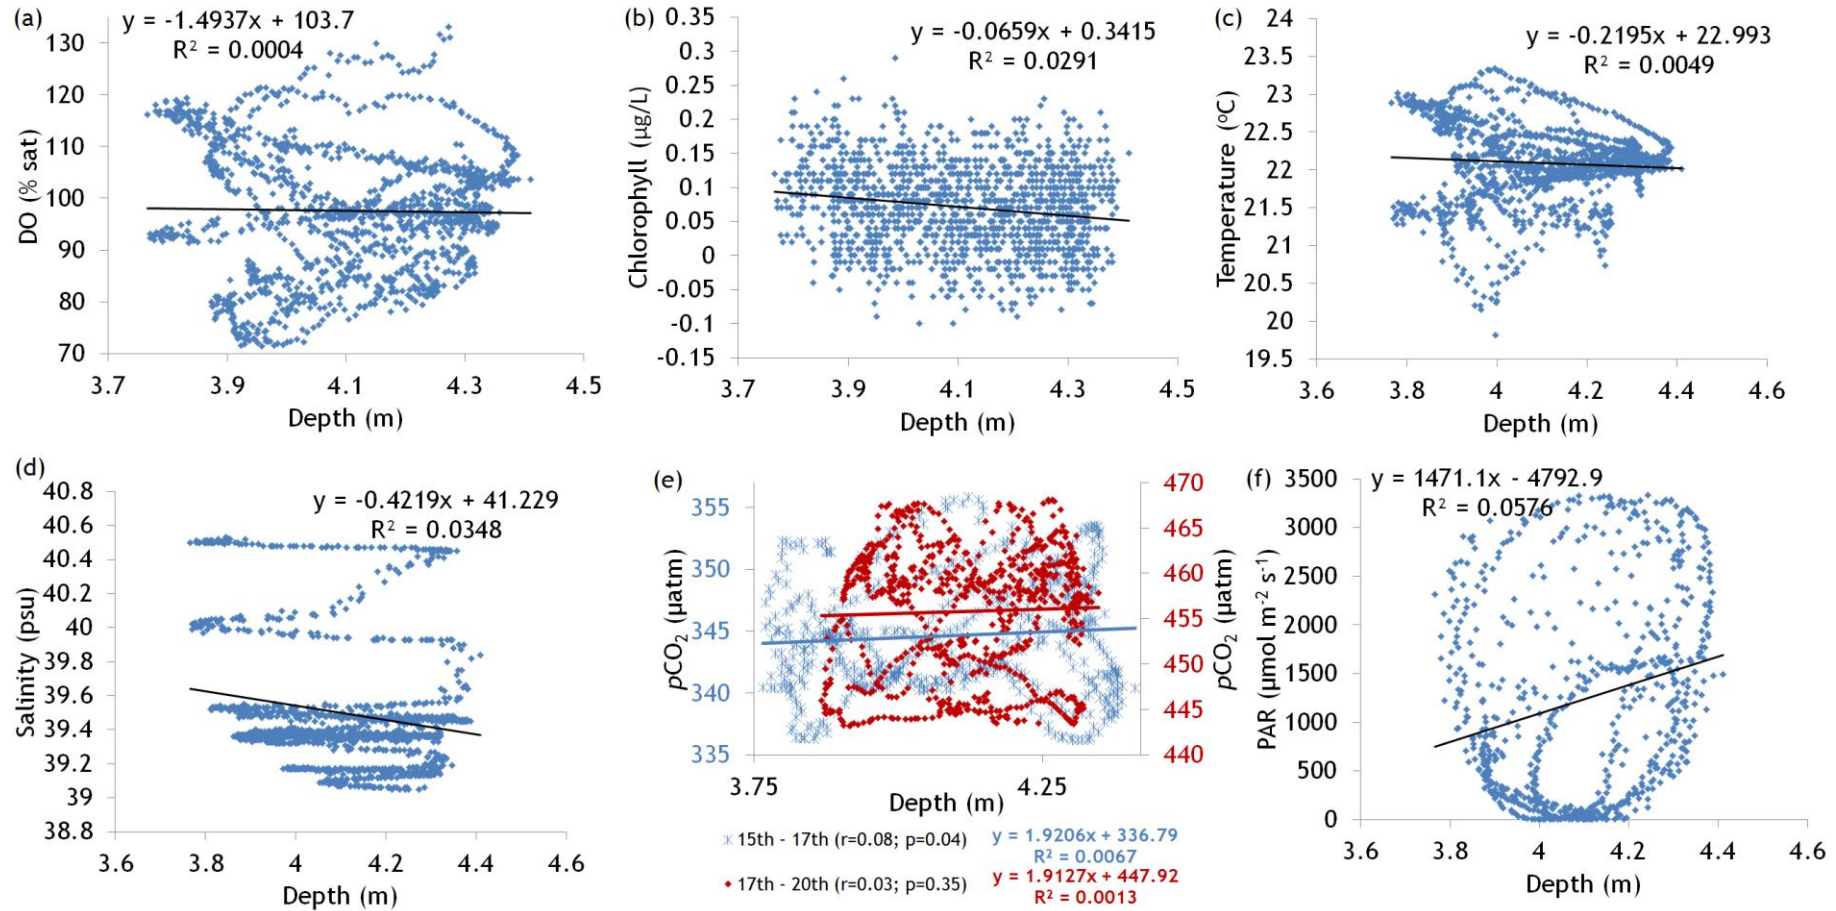 (a)
y = -1.4937x + 103.7
R² = 0.0004
DO (% sat)
130
120
110
100
90
80
70
3.7
3.9
4.1
4.3
4.5
Depth (m)
(b)
y = -0.0659x + 0.3415
R² = 0.0291
Chlorophyll (µg/L)
0.35
0.3
0.25
0.2
0.15
0.1
0.05
0
-0.05
-0.1
-0.15
3.7
3.9
4.1
4.3
4.5
Depth (m)
(c)
y = -0.2195x + 22.993
R² = 0.0049
Temperature (°C)
24
23.5
23
22.5
22
21.5
21
20.5
20
19.5
3.6
3.8
4
4.2
4.4
4.6
Depth (m)
(d)
y = -0.4219x + 41.229
R² = 0.0348
Salinity (psu)
40.8
40.6
40.4
40.2
40
39.8
39.6
39.4
39.2
39
38.8
3.6
3.8
4
4.2
4.4
4.6
Depth (m)
(e)
pCO₂ (µatm)
355
350
345
340
335
470
465
460
455
450
445
440
pCO₂ (µatm)
3.75
4.25
Depth (m)
15th - 17th (r=0.08; p=0.04)
y = 1.9206x + 336.79
R² = 0.0067
17th - 20th (r=0.03; p=0.35)
y = 1.9127x + 447.92
R² = 0.0013
(f)
y = 1471.1x - 4792.9
R² = 0.0576
PAR (µmol m⁻² s⁻¹)
3500
3000
2500
2000
1500
1000
500
0
3.6
3.8
4
4.2
4.4
4.6
Depth (m)